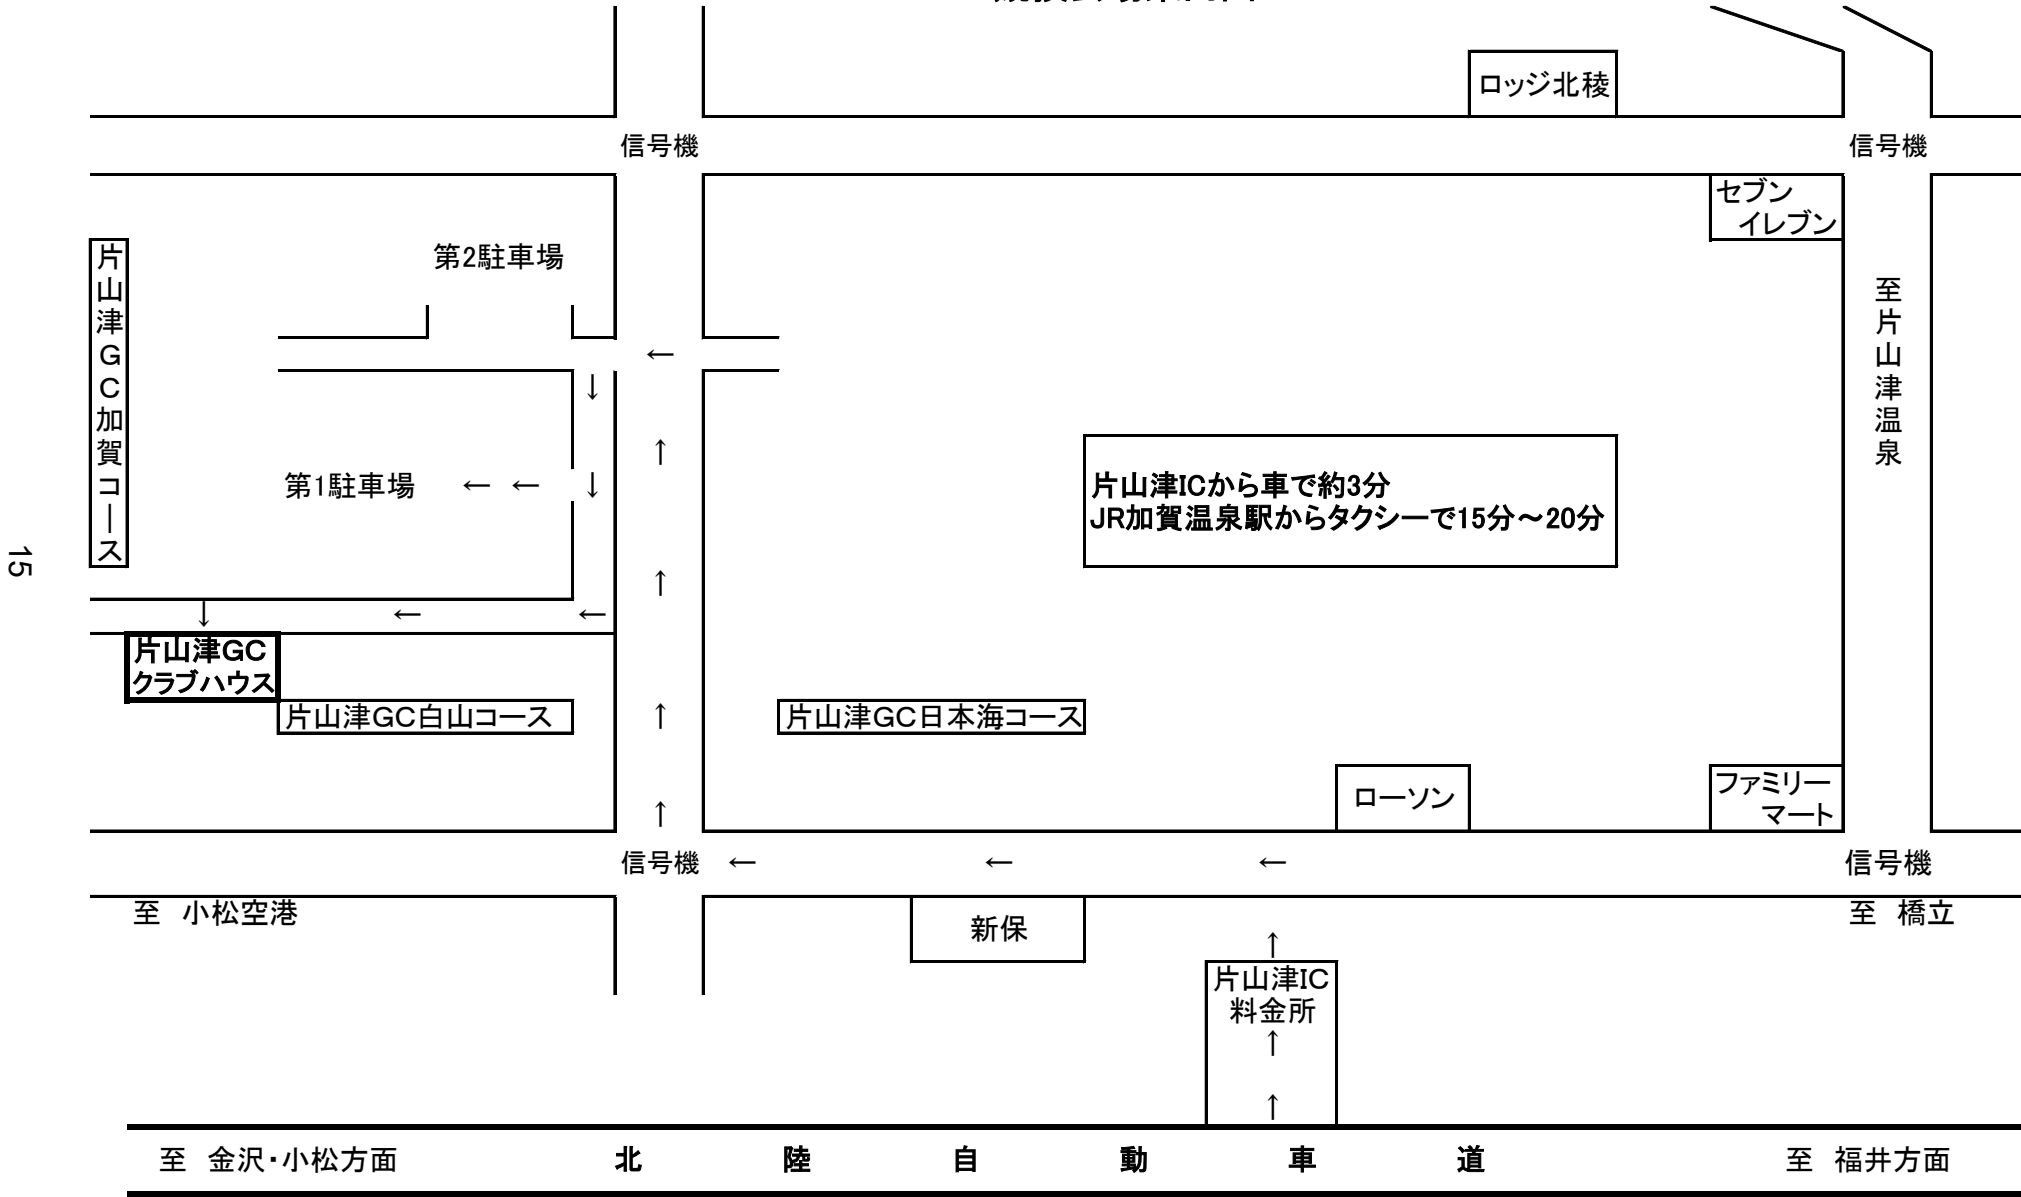 ロッジ北稜
信号機
信号機
セブン
イレブン
第2駐車場
片山津GC加賀コース
至片山津温泉
←
↓
↑
片山津ICから車で約3分
JR加賀温泉駅からタクシーで15分～20分
第1駐車場 ← ← ↓
15
↑
↓ ← ←
片山津GC
クラブハウス
片山津GC白山コース
↑
片山津GC日本海コース
ローソン
ファミリー
マート
↑
信号機 ← ← ←
信号機
至 小松空港
至 橋立
新保
↑
片山津IC
料金所
↑
↑
至 金沢・小松方面 北陸自動車道 至 福井方面